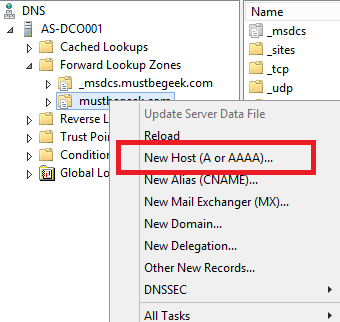 DNS
AS-DCO001
Cached Lookups
Forward Lookup Zones
_msdcs.mustbegeek.com
mustbegeek.com
Reverse L
Trust Poin
Condition
Global Lo
Name
_msdcs
_sites
_tcp
_udp
Update Server Data File
Reload
New Host (A or AAAA)...
New Alias (CNAME)...
New Mail Exchanger (MX)...
New Domain...
New Delegation...
Other New Records...
DNSSEC
All Tasks